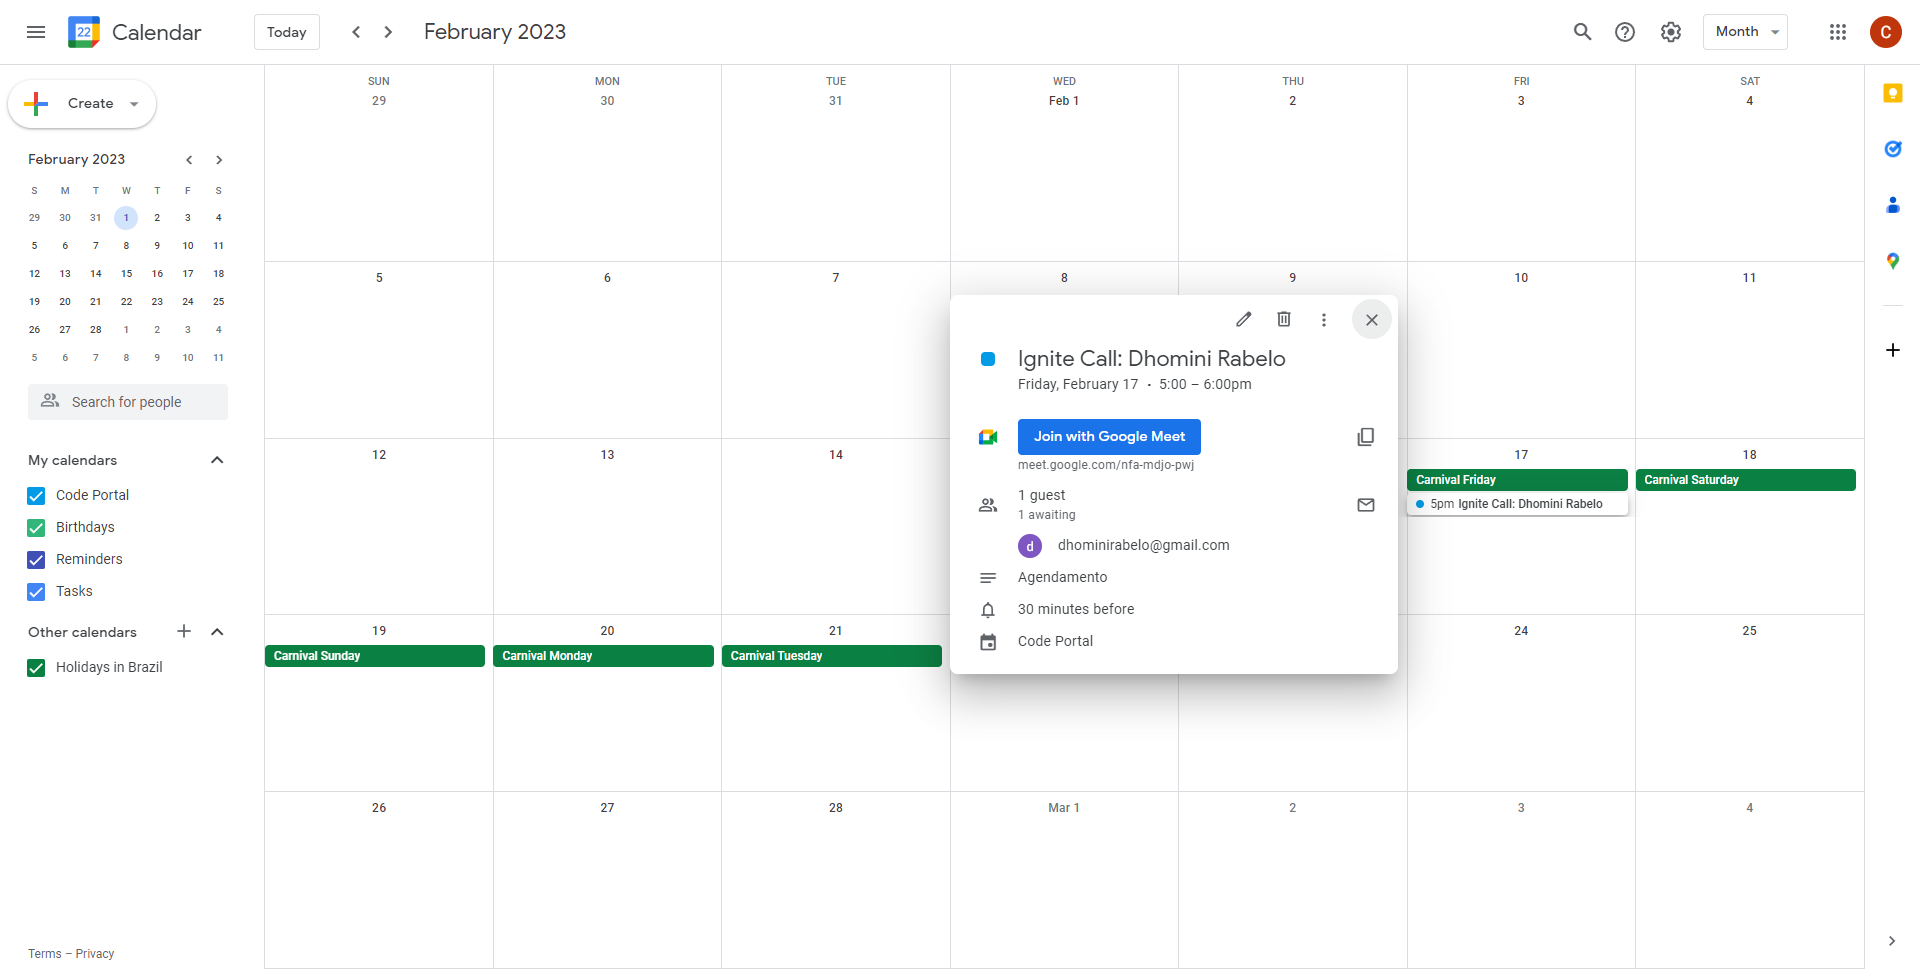 22 Calendar Today February 2023 Month C
Create
February 2023
S M T W T F S
29 30 31 1 2 3 4
5 6 7 8 9 10 11
12 13 14 15 16 17 18
19 20 21 22 23 24 25
26 27 28 1 2 3 4
5 6 7 8 9 10 11
Search for people
My calendars
Code Portal
Birthdays
Reminders
Tasks
Other calendars
Holidays in Brazil
Terms – Privacy
SUN MON TUE WED THU FRI SAT
29 30 31 Feb 1 2 3 4
5 6 7 8 9 10 11
12 13 14 17 18
Carnival Friday Carnival Saturday
5pm Ignite Call: Dhomini Rabelo
19 20 21 24 25
Carnival Sunday Carnival Monday Carnival Tuesday
26 27 28 Mar 1 2 3 4
Ignite Call: Dhomini Rabelo
Friday, February 17 • 5:00 – 6:00pm
Join with Google Meet
meet.google.com/nfa-mdjo-pwj
1 guest
1 awaiting
d dhominirabelo@gmail.com
Agendamento
30 minutes before
Code Portal